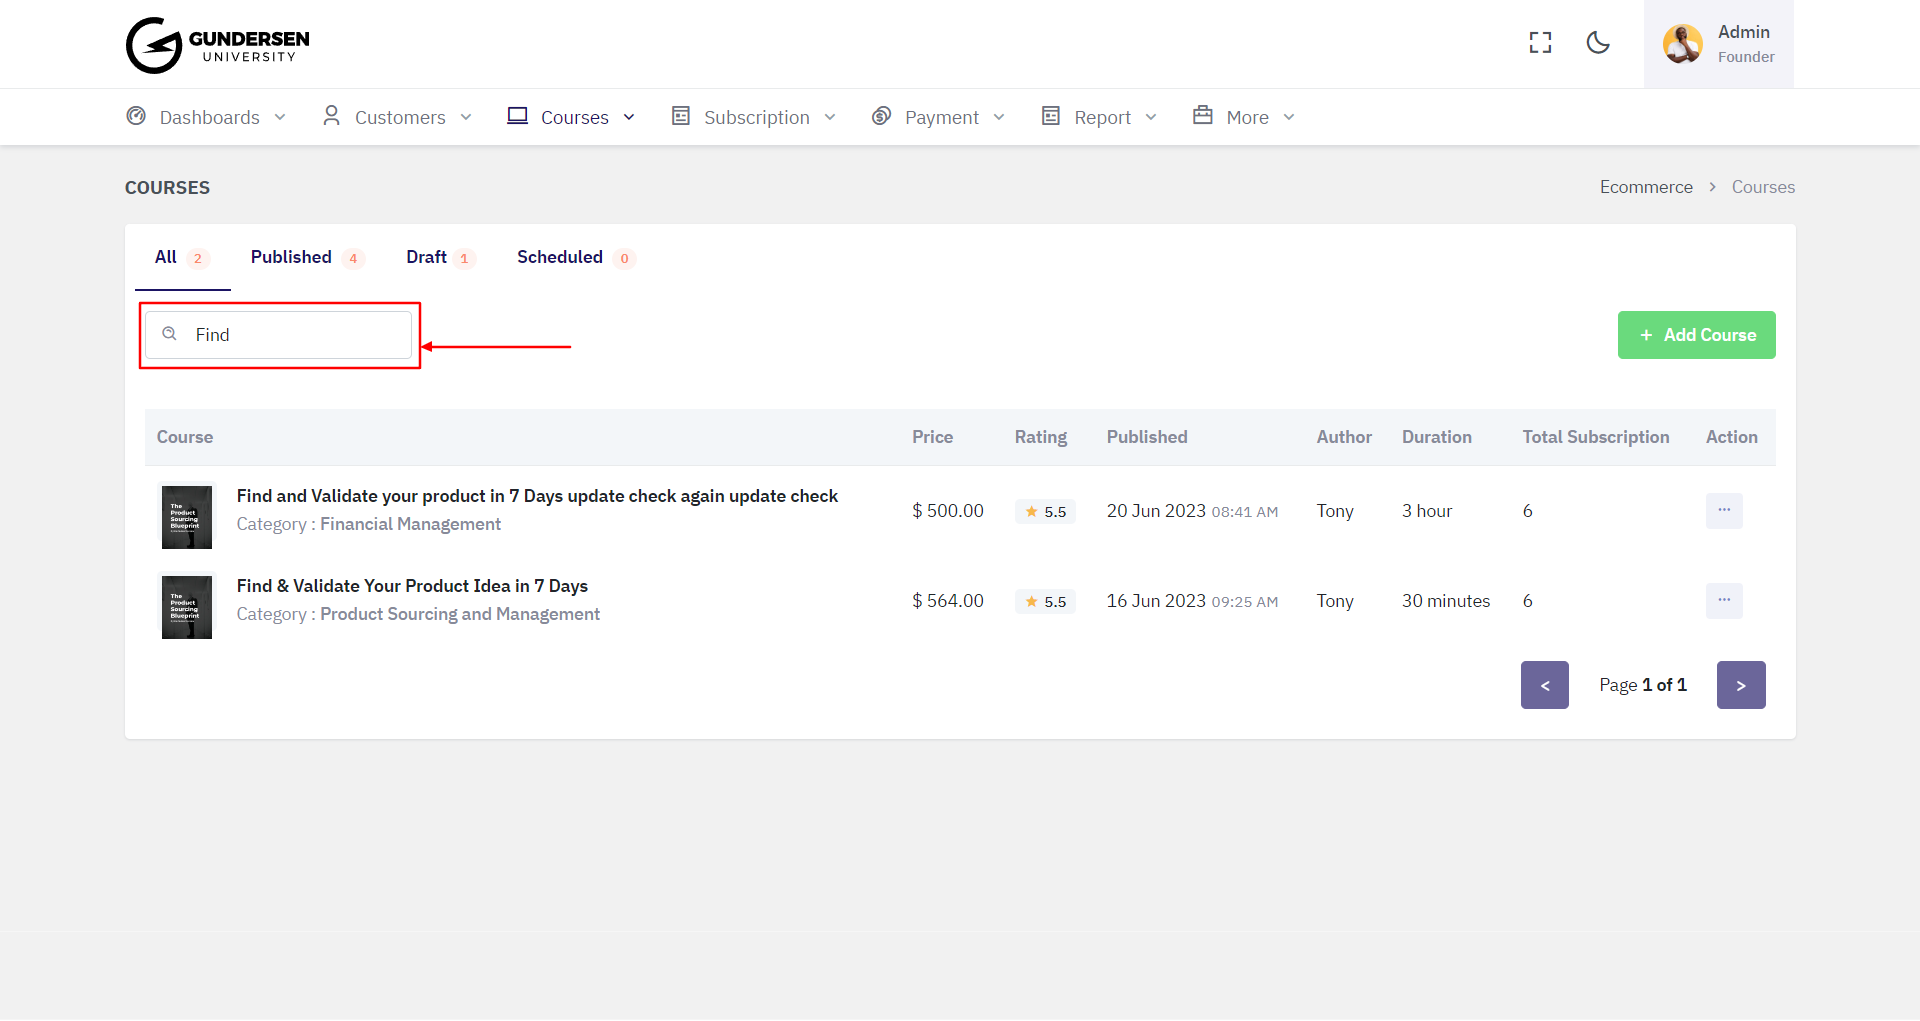 GUNDERSEN
UNIVERSITY
Admin
Founder
Dashboards
Customers
Courses
Subscription
Payment
Report
More
COURSES
Ecommerce > Courses
All 2
Published 4
Draft 1
Scheduled 0
Find
+ Add Course
Course Price Rating Published Author Duration Total Subscription Action
The
Product
Sourcing
Blueprint
Find and Validate your product in 7 Days update check again update check
Category : Financial Management
$ 500.00
5.5
20 Jun 2023 08:41 AM
Tony
3 hour
6
...
The
Product
Sourcing
Blueprint
Find & Validate Your Product Idea in 7 Days
Category : Product Sourcing and Management
$ 564.00
5.5
16 Jun 2023 09:25 AM
Tony
30 minutes
6
...
< Page 1 of 1 >